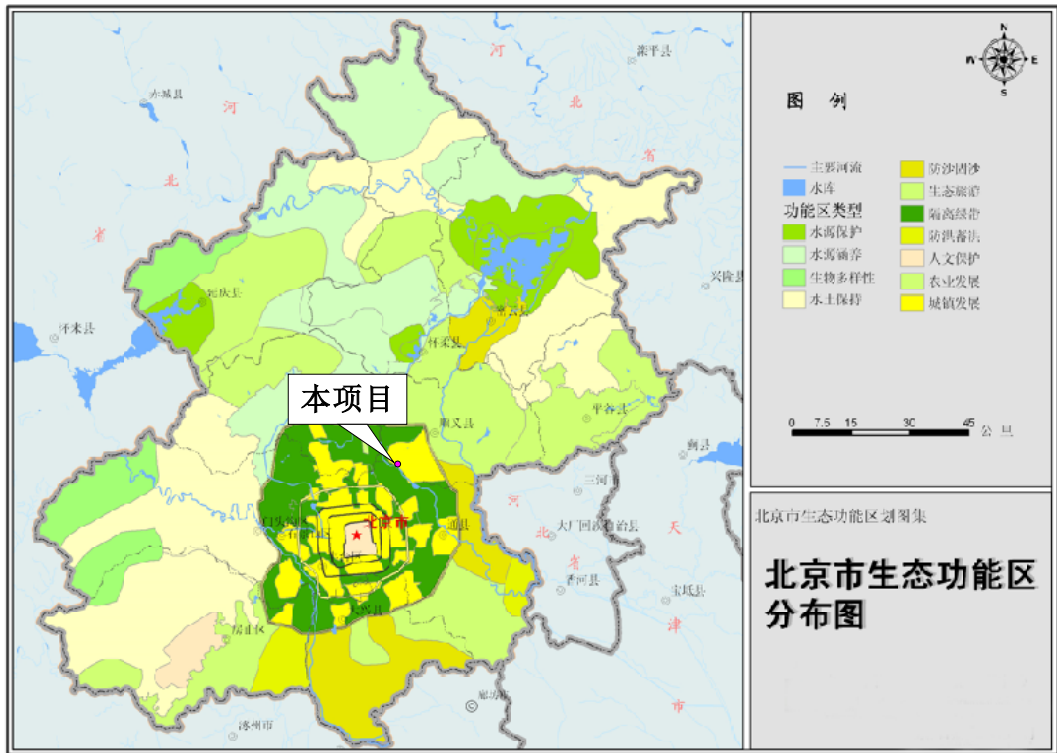 滦平县
河
赤城县
河
北
北
省
省
兴隆县
延庆县
怀来县
密云县
怀柔县
本项目
平谷县
顺义县
蓟县
三河市
河
门头沟区
北京市
通县
北
大厂回族自治县
天
省
香河县
宝坻县
大兴县
津
房山区
廊坊市
市
涿州市
N
W
E
S
图 例
主要河流
水库
功能区类型
水源保护
水源涵养
生物多样性
水土保持
防沙固沙
生态旅游
隔离绿带
防洪蓄洪
人文保护
农业发展
城镇发展
0 7.5 15 30 45 公里
北京市生态功能区划图集
北京市生态功能区
分布图